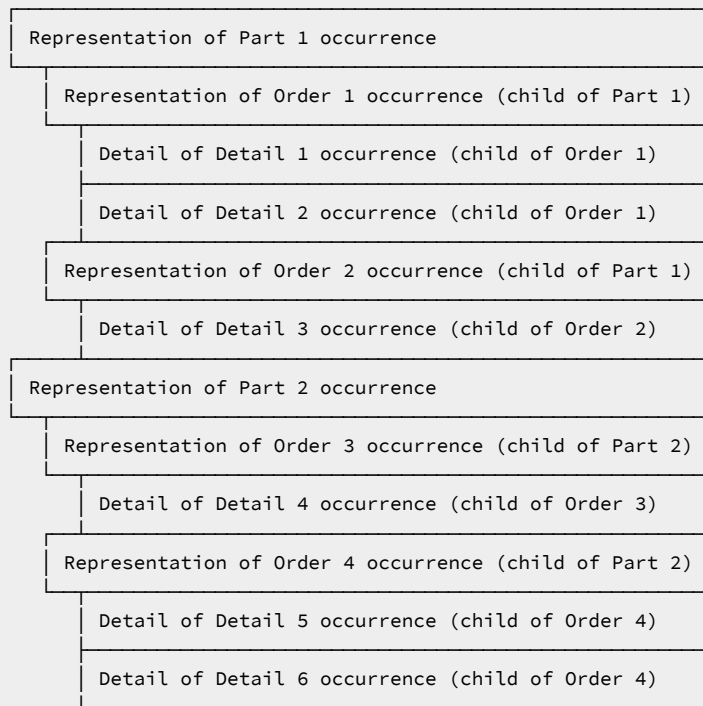 Representation of Part 1 occurrence
Representation of Order 1 occurrence (child of Part 1)
Detail of Detail 1 occurrence (child of Order 1)
Detail of Detail 2 occurrence (child of Order 1)
Representation of Order 2 occurrence (child of Part 1)
Detail of Detail 3 occurrence (child of Order 2)
Representation of Part 2 occurrence
Representation of Order 3 occurrence (child of Part 2)
Detail of Detail 4 occurrence (child of Order 3)
Representation of Order 4 occurrence (child of Part 2)
Detail of Detail 5 occurrence (child of Order 4)
Detail of Detail 6 occurrence (child of Order 4)